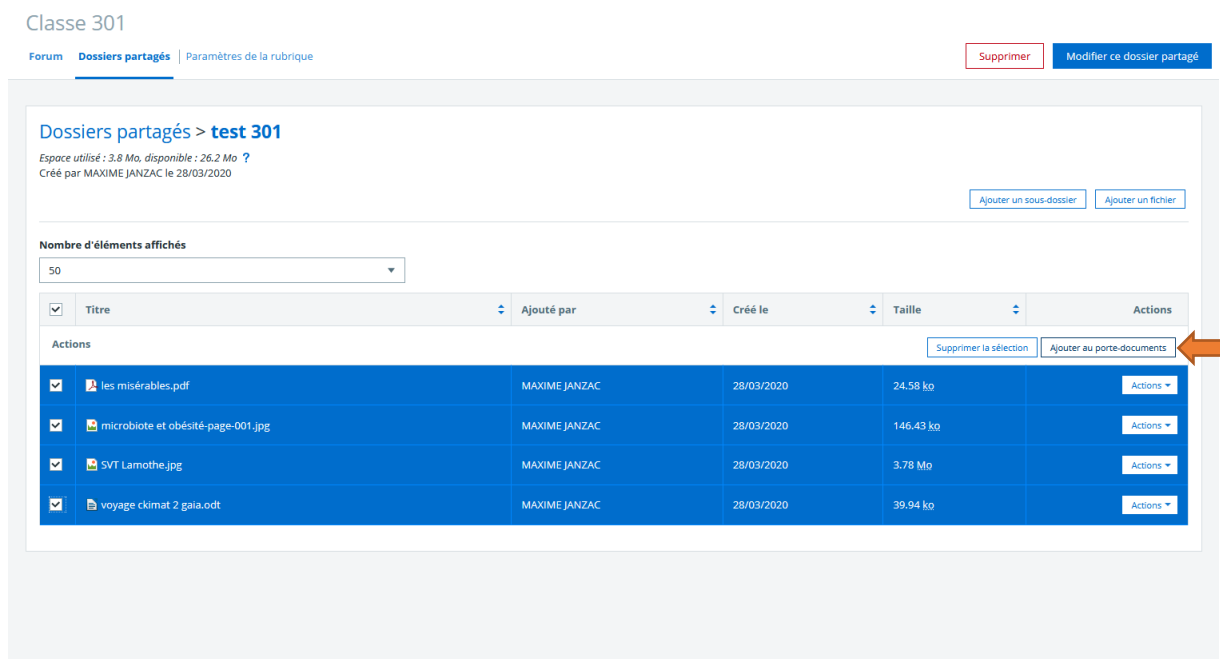 Classe 301
Forum Dossiers partagés Paramètres de la rubrique Supprimer Modifier ce dossier partagé
Dossiers partagés > test 301
Espace utilisé : 3.8 Mo, disponible : 26.2 Mo ?
Créé par MAXIME JANZAC le 28/03/2020
Ajouter un sous-dossier Ajouter un fichier
Nombre d'éléments affichés
50
Titre Ajouté par Créé le Taille Actions
Actions Supprimer la sélection Ajouter au porte-documents
les misérables.pdf MAXIME JANZAC 28/03/2020 24.58 ko Actions
microbiote et obésité-page-001.jpg MAXIME JANZAC 28/03/2020 146.43 ko Actions
SVT Lamothe.jpg MAXIME JANZAC 28/03/2020 3.78 Mo Actions
voyage ckimat 2 gaia.odt MAXIME JANZAC 28/03/2020 39.94 ko Actions